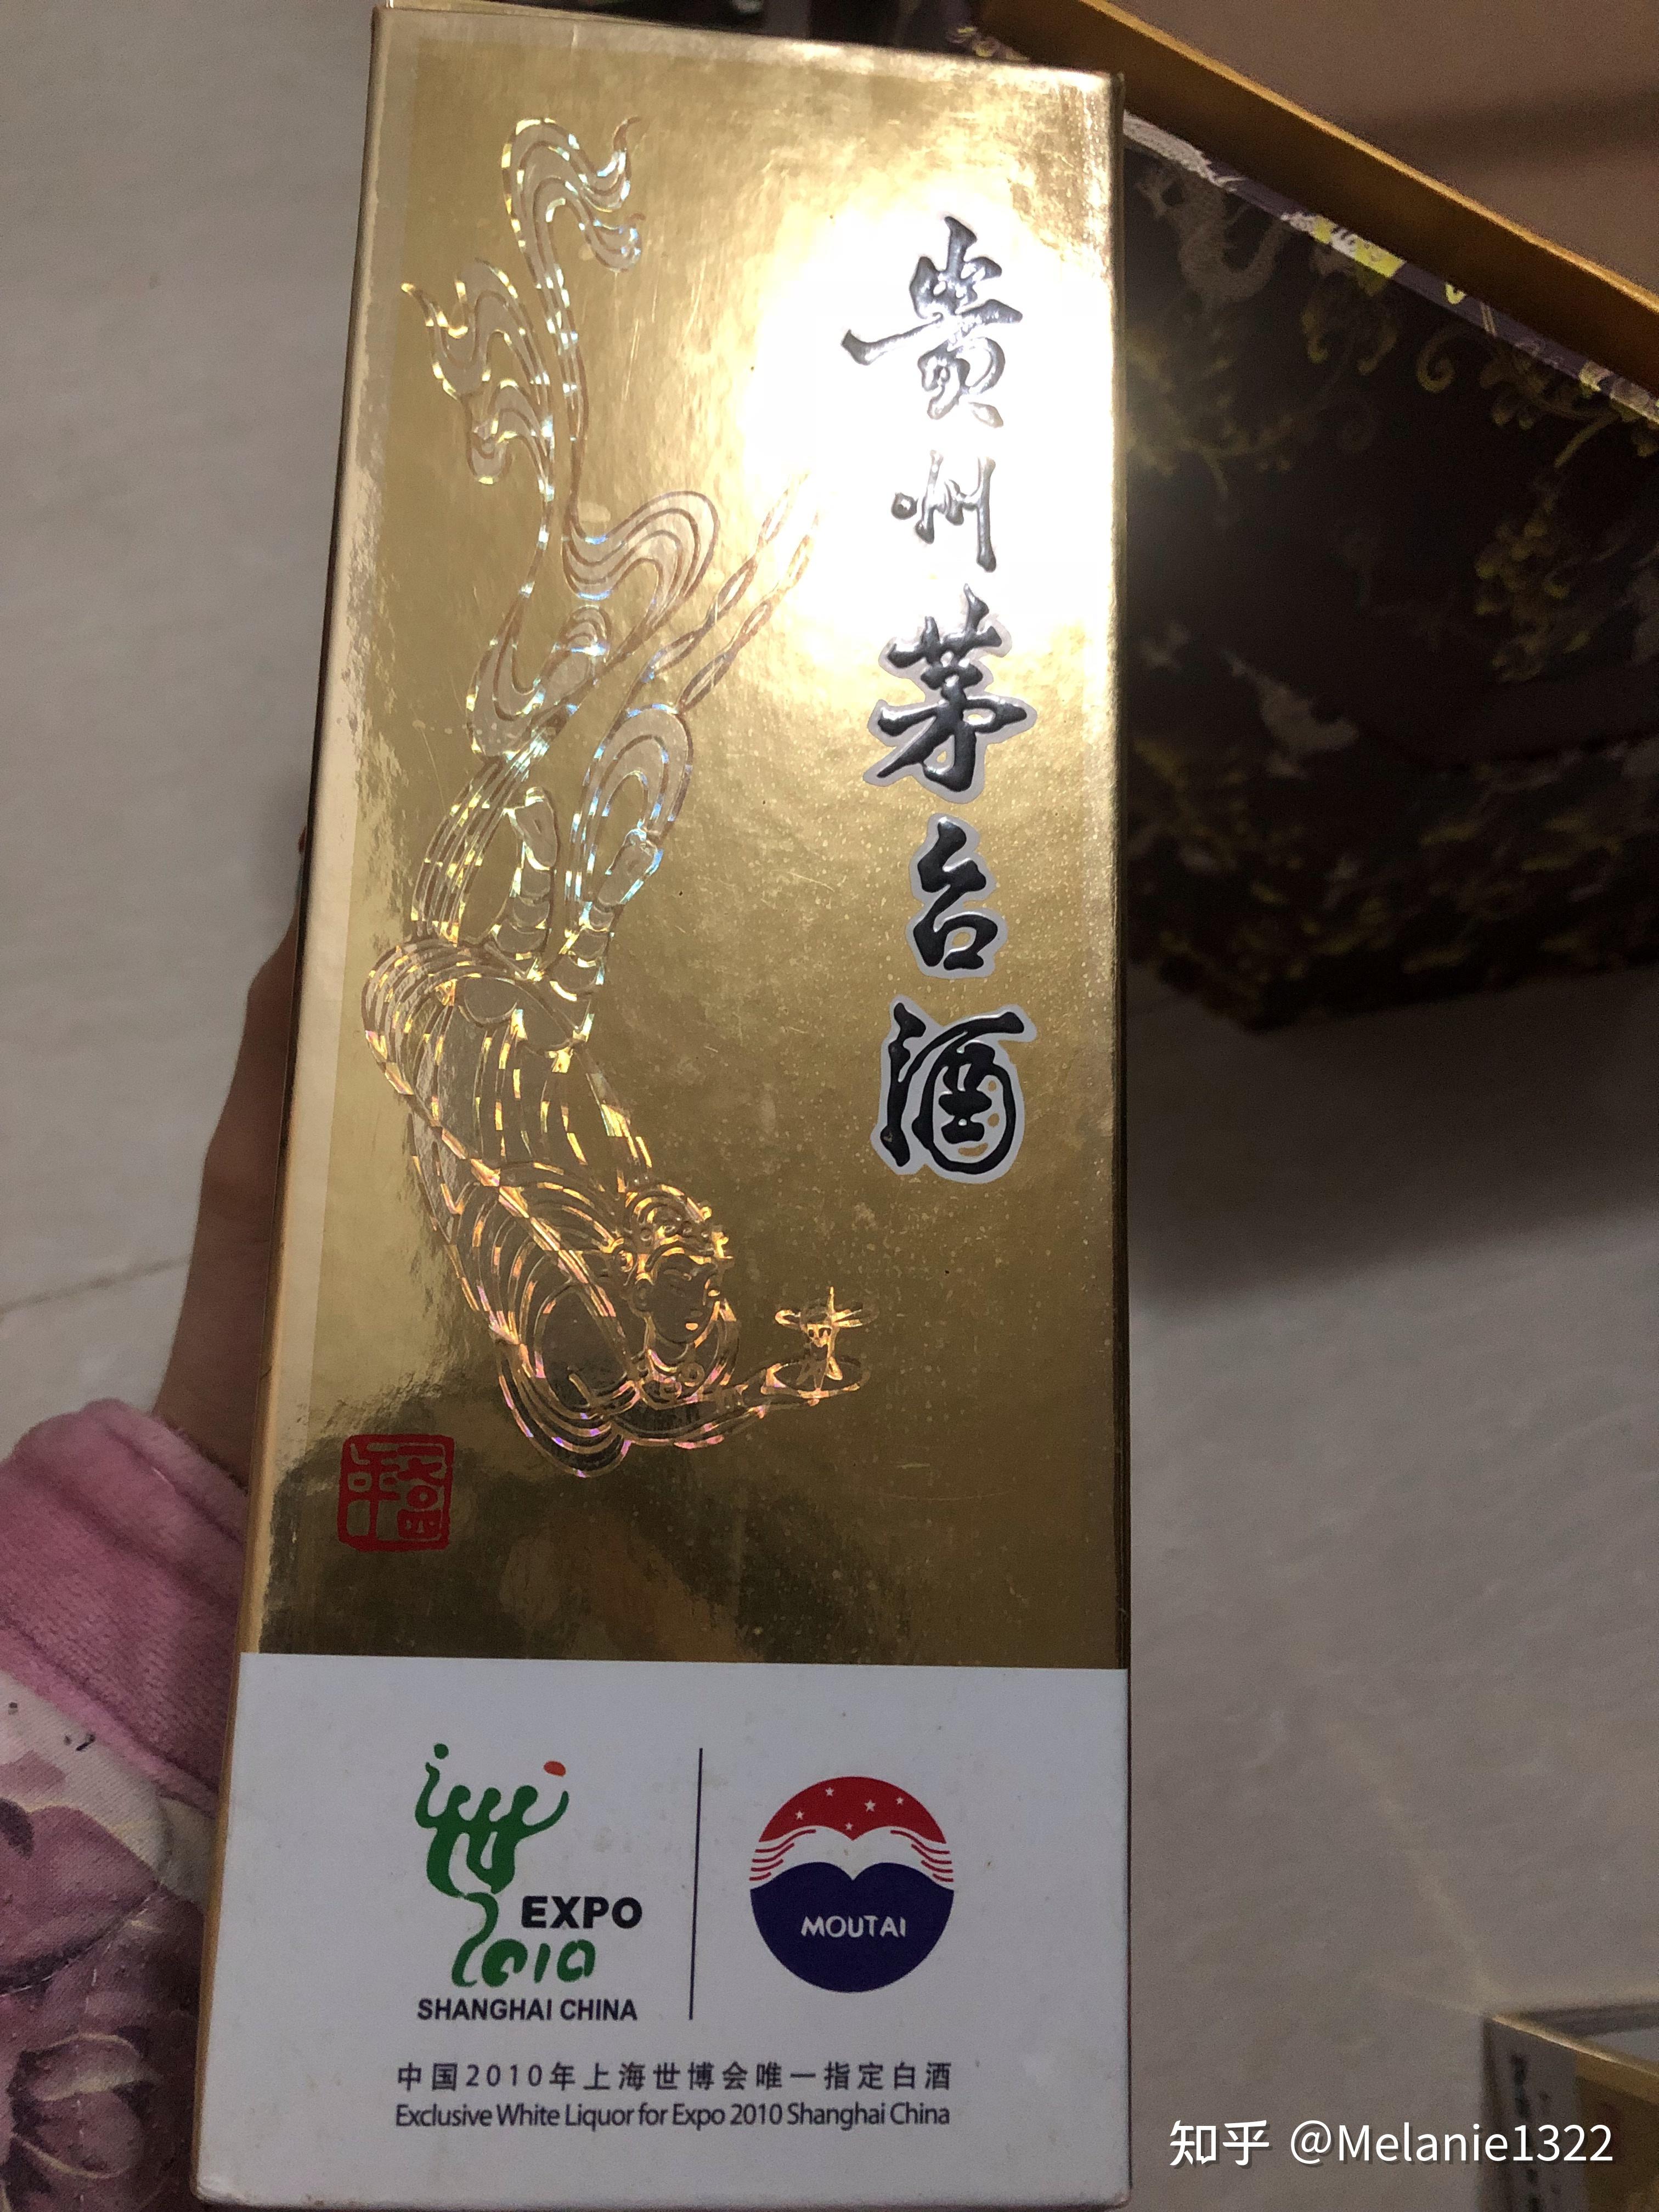 贵州茅台酒
EXPO
2010
SHANGHAI CHINA
MOUTAI
中国2010年上海世博会唯一指定白酒
Exclusive White Liquor for Expo 2010 Shanghai China
知乎 @Melanie1322